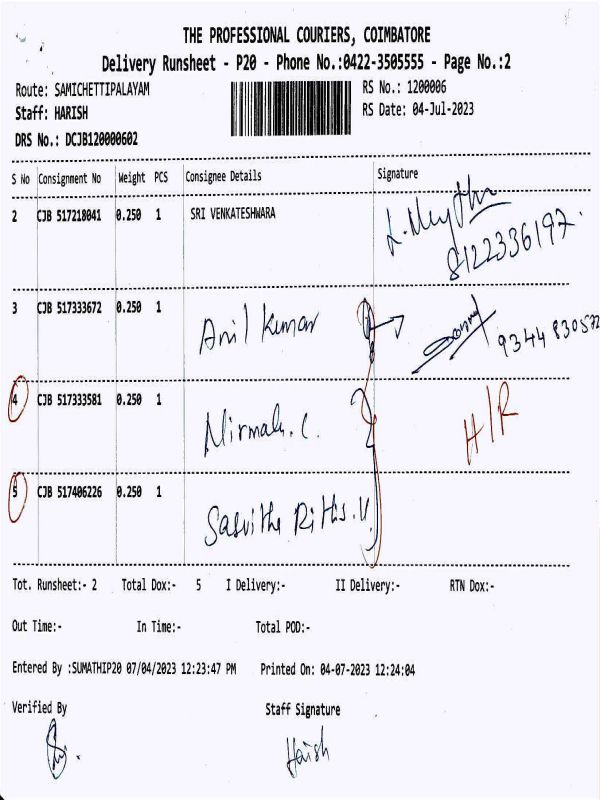 THE PROFESSIONAL COURIERS, COIMBATORE
Delivery Runsheet - P20 - Phone No.:0422-3505555 - Page No.:2
Route: SAMICHETTIPALAYAM RS No.: 1200006
Staff: HARISH RS Date: 04-Jul-2023
DRS No.: DCJB120000602
S No Consignment No Weight PCS Consignee Details Signature
2 CJB 517218041 0.250 1 SRI VENKATESHWARA
8122336197
3 CJB 517333672 0.250 1 Anil Kumar
4 CJB 517333581 0.250 1 Nirmala. C. H/R
5 CJB 517406226 0.250 1 Sasvitha Riths. V
Tot. Runsheet:- 2 Total Dox:- 5 I Delivery:- II Delivery:- RTN Dox:-
Out Time:- In Time:- Total POD:-
Entered By :SUMATHIP20 07/04/2023 12:23:47 PM Printed On: 04-07-2023 12:24:04
Verified By Staff Signature
Harish